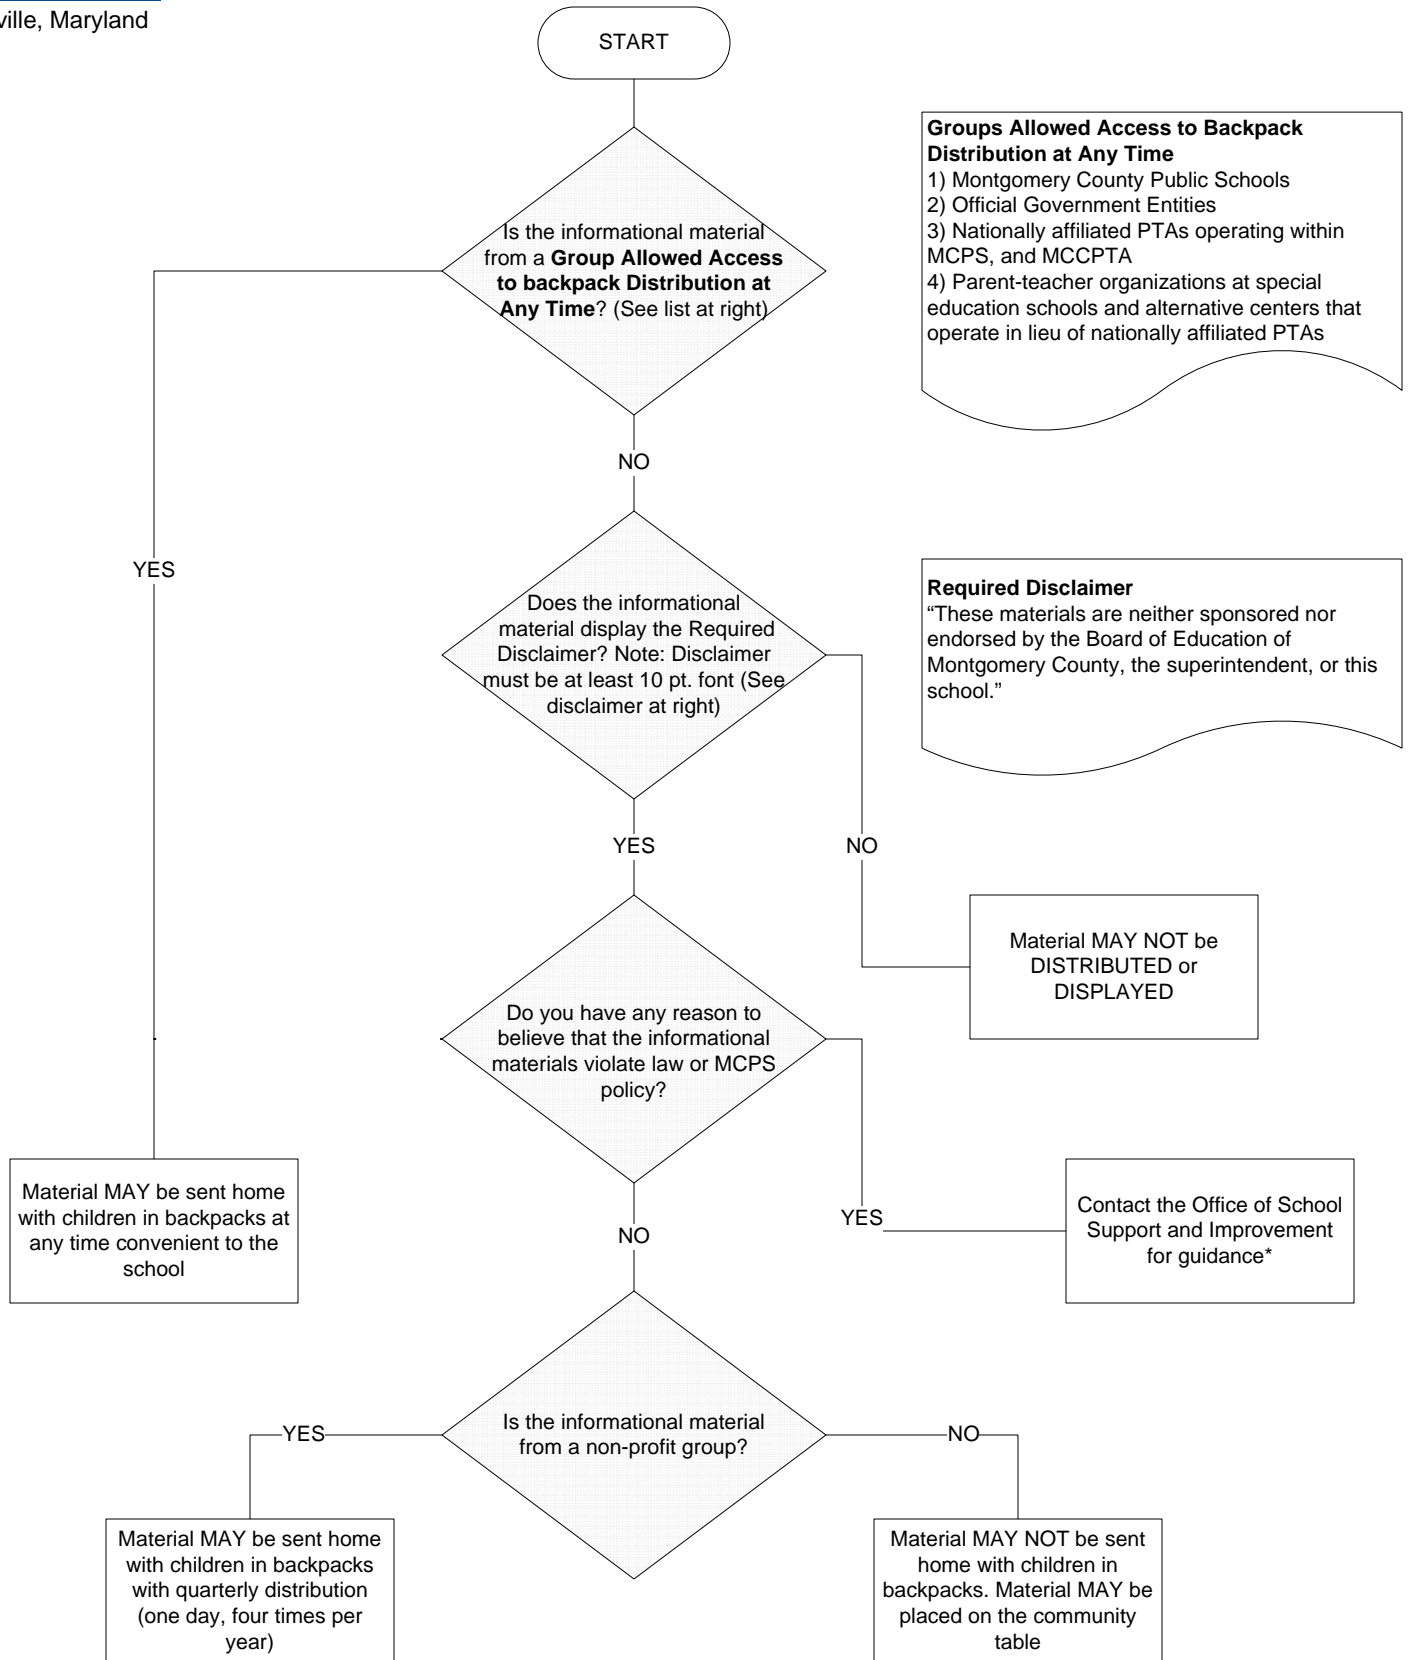 ville, Maryland
START
Is the informational material
from a Group Allowed Access
to backpack Distribution at
Any Time? (See list at right)
Groups Allowed Access to Backpack
Distribution at Any Time
1) Montgomery County Public Schools
2) Official Government Entities
3) Nationally affiliated PTAs operating within
MCPS, and MCCPTA
4) Parent-teacher organizations at special
education schools and alternative centers that
operate in lieu of nationally affiliated PTAs
NO
YES
Does the informational
material display the Required
Disclaimer? Note: Disclaimer
must be at least 10 pt. font (See
disclaimer at right)
Required Disclaimer
“These materials are neither sponsored nor
endorsed by the Board of Education of
Montgomery County, the superintendent, or this
school.”
YES
NO
Material MAY NOT be
DISTRIBUTED or
DISPLAYED
Do you have any reason to
believe that the informational
materials violate law or MCPS
policy?
Material MAY be sent home
with children in backpacks at
any time convenient to the
school
NO
YES
Contact the Office of School
Support and Improvement
for guidance*
Is the informational material
from a non-profit group?
YES
NO
Material MAY be sent home
with children in backpacks
with quarterly distribution
(one day, four times per
year)
Material MAY NOT be sent
home with children in
backpacks. Material MAY be
placed on the community
table